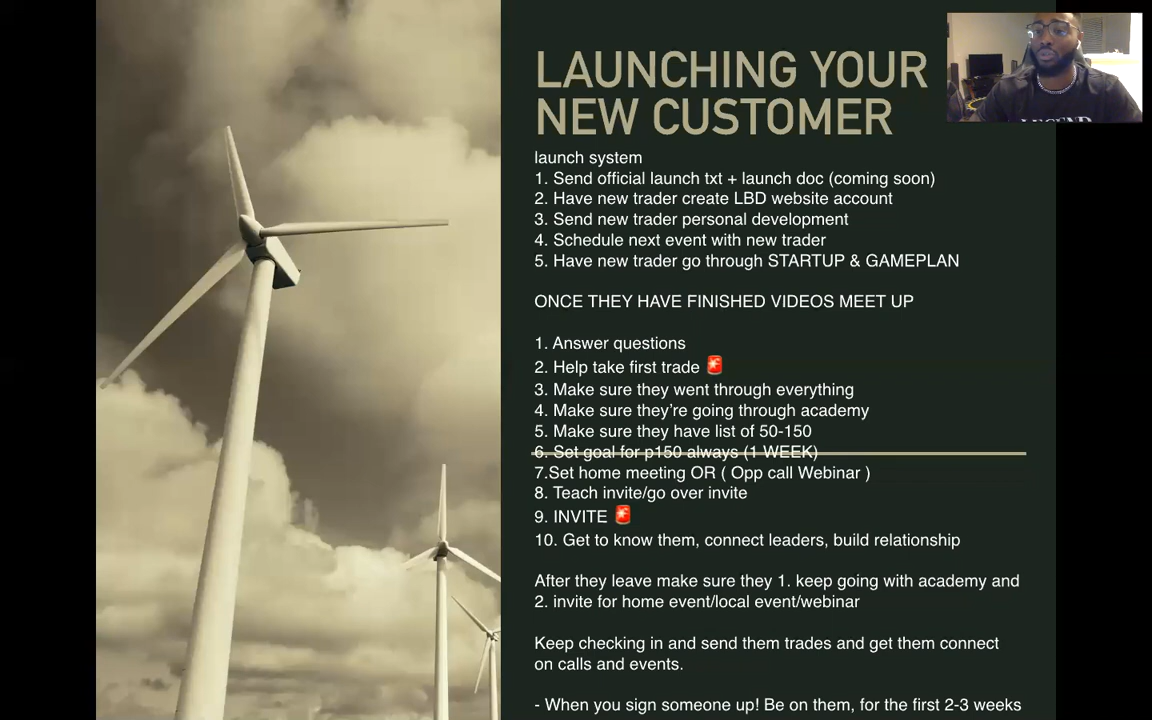 LAUNCHING YOUR
NEW CUSTOMER
launch system
1. Send official launch txt + launch doc (coming soon)
2. Have new trader create LBD website account
3. Send new trader personal development
4. Schedule next event with new trader
5. Have new trader go through STARTUP & GAMEPLAN
ONCE THEY HAVE FINISHED VIDEOS MEET UP
1. Answer questions
2. Help take first trade 🚨
3. Make sure they went through everything
4. Make sure they’re going through academy
5. Make sure they have list of 50-150
6. Set goal for p150 always (1 WEEK)
7.Set home meeting OR ( Opp call Webinar )
8. Teach invite/go over invite
9. INVITE 🚨
10. Get to know them, connect leaders, build relationship
After they leave make sure they 1. keep going with academy and
2. invite for home event/local event/webinar
Keep checking in and send them trades and get them connect
on calls and events.
- When you sign someone up! Be on them, for the first 2-3 weeks